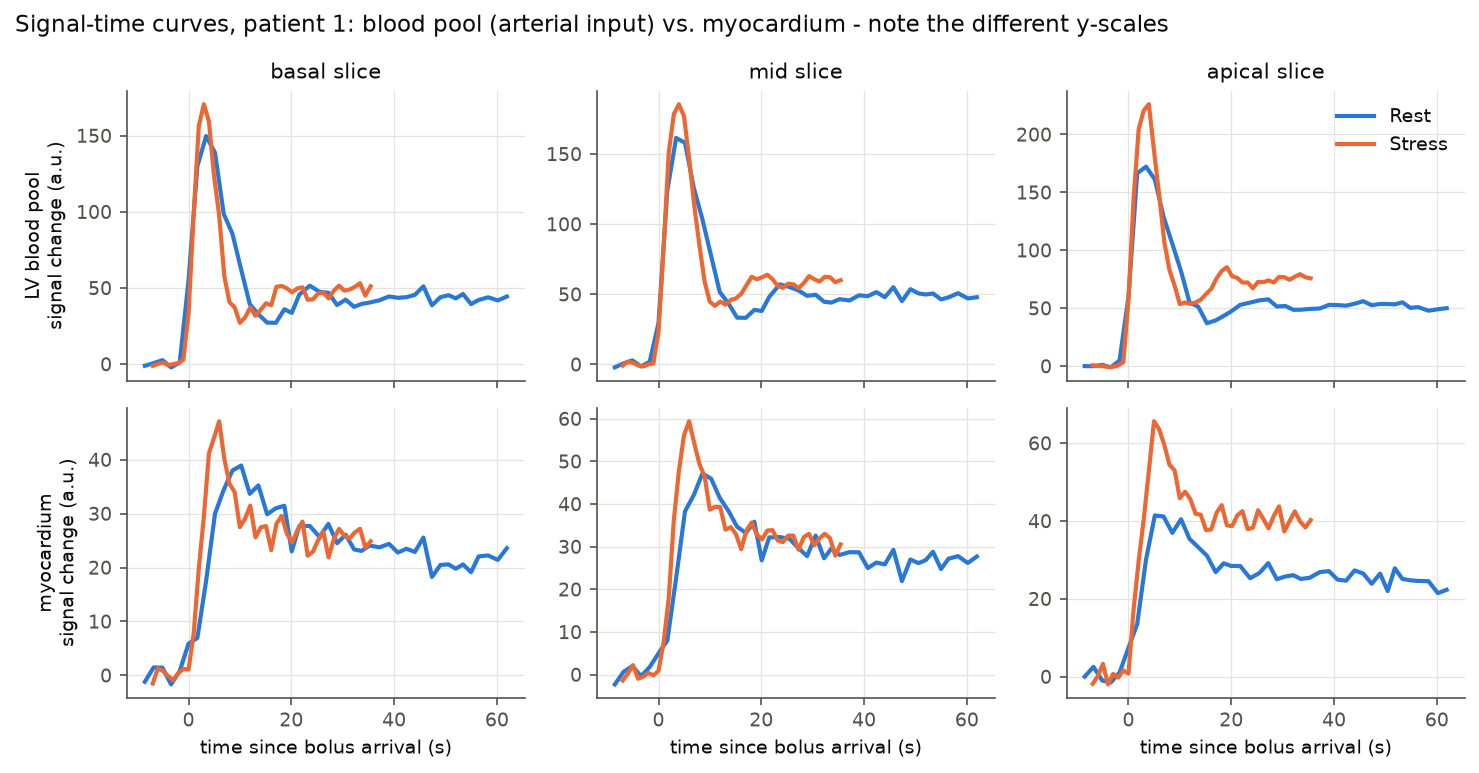 Signal-time curves, patient 1: blood pool (arterial input) vs. myocardium - note the different y-scales
basal slice
mid slice
apical slice
LV blood pool
signal change (a.u.)
150
100
50
0
150
100
50
0
200
150
100
50
0
Rest
Stress
myocardium
signal change (a.u.)
40
30
20
10
0
60
50
40
30
20
10
0
60
40
20
0
0 20 40 60
0 20 40 60
0 20 40 60
time since bolus arrival (s)
time since bolus arrival (s)
time since bolus arrival (s)